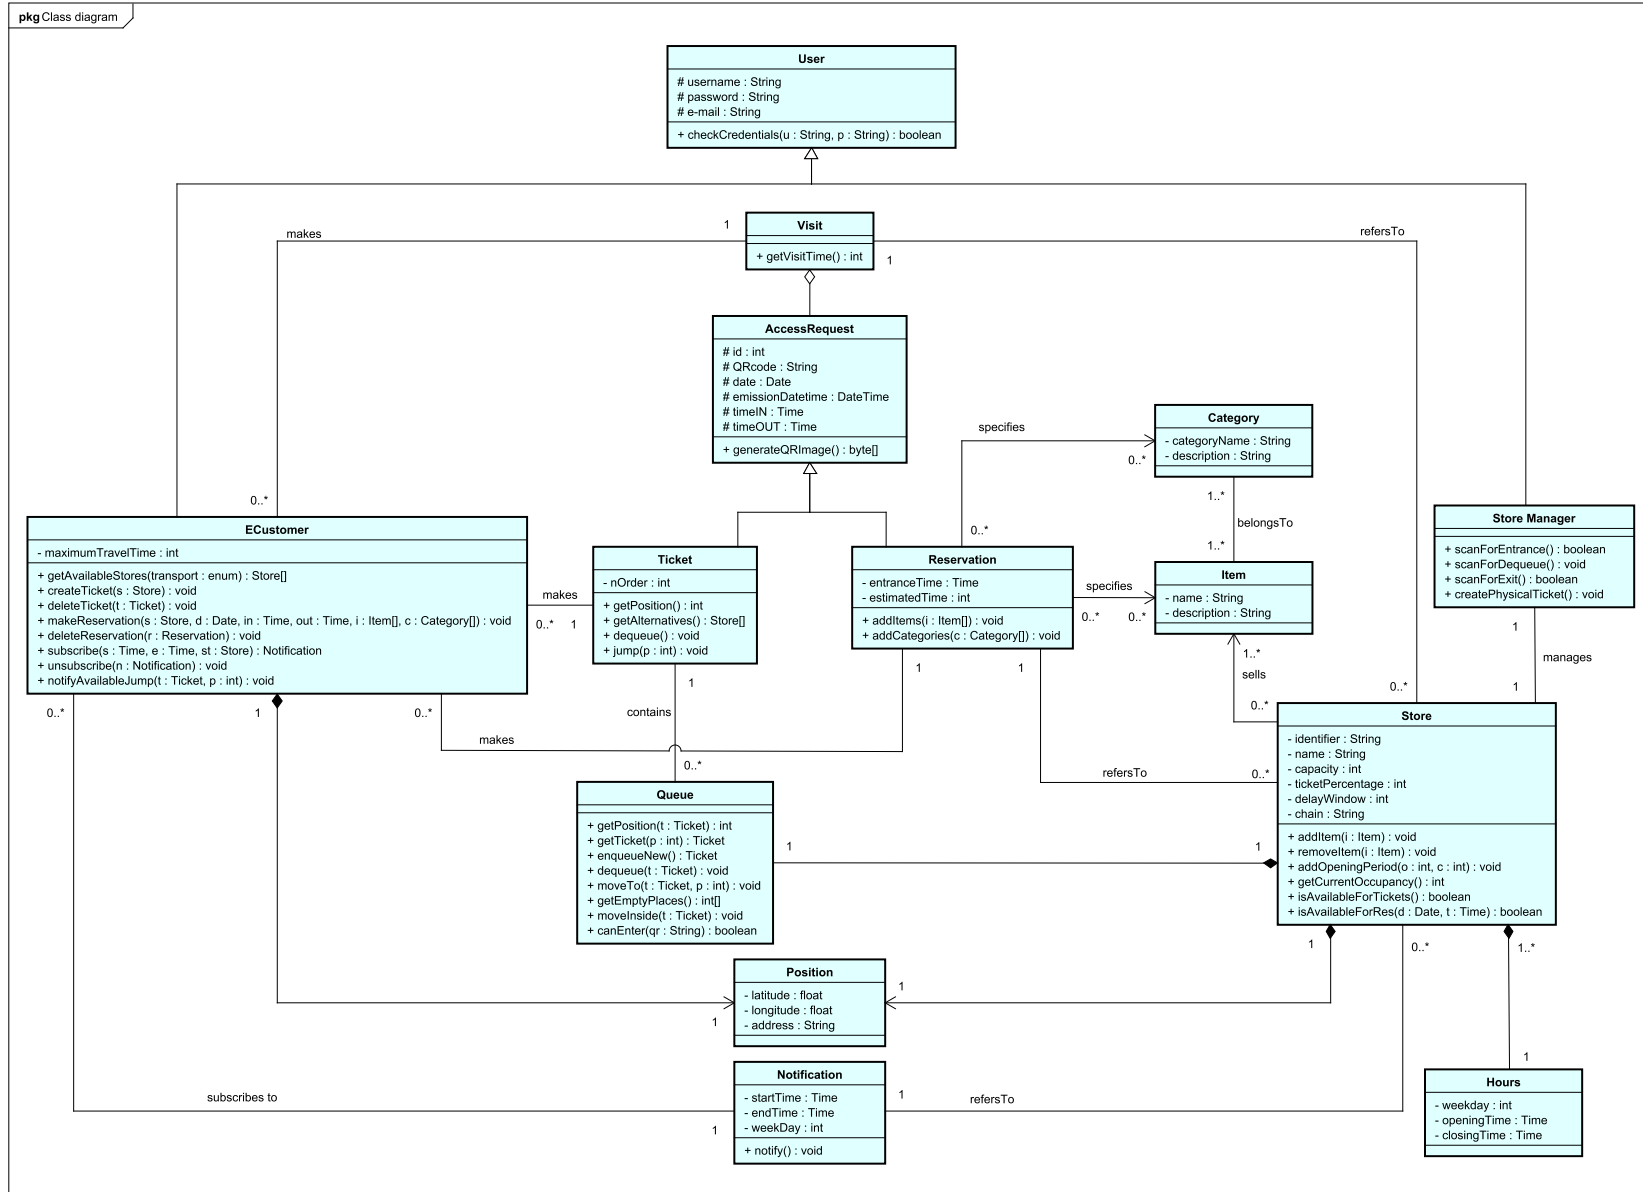 pkg Class diagram
User
# username : String
# password : String
# e-mail : String
+ checkCredentials(u : String, p : String) : boolean
Visit
+ getVisitTime() : int
makes
1
1
refersTo
AccessRequest
# id : int
# QRcode : String
# date : Date
# emissionDatetime : DateTime
# timeIN : Time
# timeOUT : Time
+ generateQRImage() : byte[]
specifies
0..*
0..*
Category
- categoryName : String
- description : String
1..*
belongsTo
1..*
0..*
ECustomer
- maximumTravelTime : int
+ getAvailableStores(transport : enum) : Store[]
+ createTicket(s : Store) : void
+ deleteTicket(t : Ticket) : void
+ makeReservation(s : Store, d : Date, in : Time, out : Time, i : Item[], c : Category[]) : void
+ deleteReservation(r : Reservation) : void
+ subscribe(s : Time, e : Time, st : Store) : Notification
+ unsubscribe(n : Notification) : void
+ notifyAvailableJump(t : Ticket, p : int) : void
makes
0..*
1
Ticket
- nOrder : int
+ getPosition() : int
+ getAlternatives() : Store[]
+ dequeue() : void
+ jump(p : int) : void
Reservation
- entranceTime : Time
- estimatedTime : int
+ addItems(i : Item[]) : void
+ addCategories(c : Category[]) : void
specifies
0..*
0..*
Item
- name : String
- description : String
Store Manager
+ scanForEntrance() : boolean
+ scanForDequeue() : void
+ scanForExit() : boolean
+ createPhysicalTicket() : void
1
manages
1
1..*
sells
0..*
0..*
0..*
1
0..*
makes
1
contains
0..*
1
1
refersTo
0..*
Store
- identifier : String
- name : String
- capacity : int
- ticketPercentage : int
- delayWindow : int
- chain : String
+ addItem(i : Item) : void
+ removeItem(i : Item) : void
+ addOpeningPeriod(o : int, c : int) : void
+ getCurrentOccupancy() : int
+ isAvailableForTickets() : boolean
+ isAvailableForRes(d : Date, t : Time) : boolean
Queue
+ getPosition(t : Ticket) : int
+ getTicket(p : int) : Ticket
+ enqueueNew() : Ticket
+ dequeue(t : Ticket) : void
+ moveTo(t : Ticket, p : int) : void
+ getEmptyPlaces() : int[]
+ moveInside(t : Ticket) : void
+ canEnter(qr : String) : boolean
1
1
1
0..*
1..*
Position
- latitude : float
- longitude : float
- address : String
1
1
Notification
- startTime : Time
- endTime : Time
- weekDay : int
+ notify() : void
subscribes to
1
1
refersTo
1
Hours
- weekday : int
- openingTime : Time
- closingTime : Time